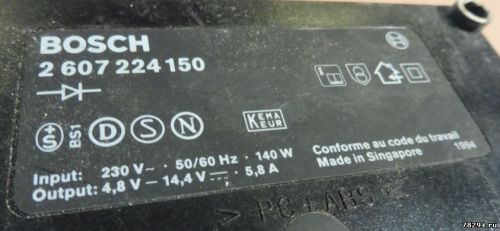 BOSCH
2 607 224 150
S BS1 D S N
KEMA
KEUR
Input: 230 V~ · 50/60 Hz · 140 W
Output: 4,8 V – 14,4 V ⎓ · 5,8 A
Conforme au code du travail
Made in Singapore 1994
> PC-ABS <
78294.ru